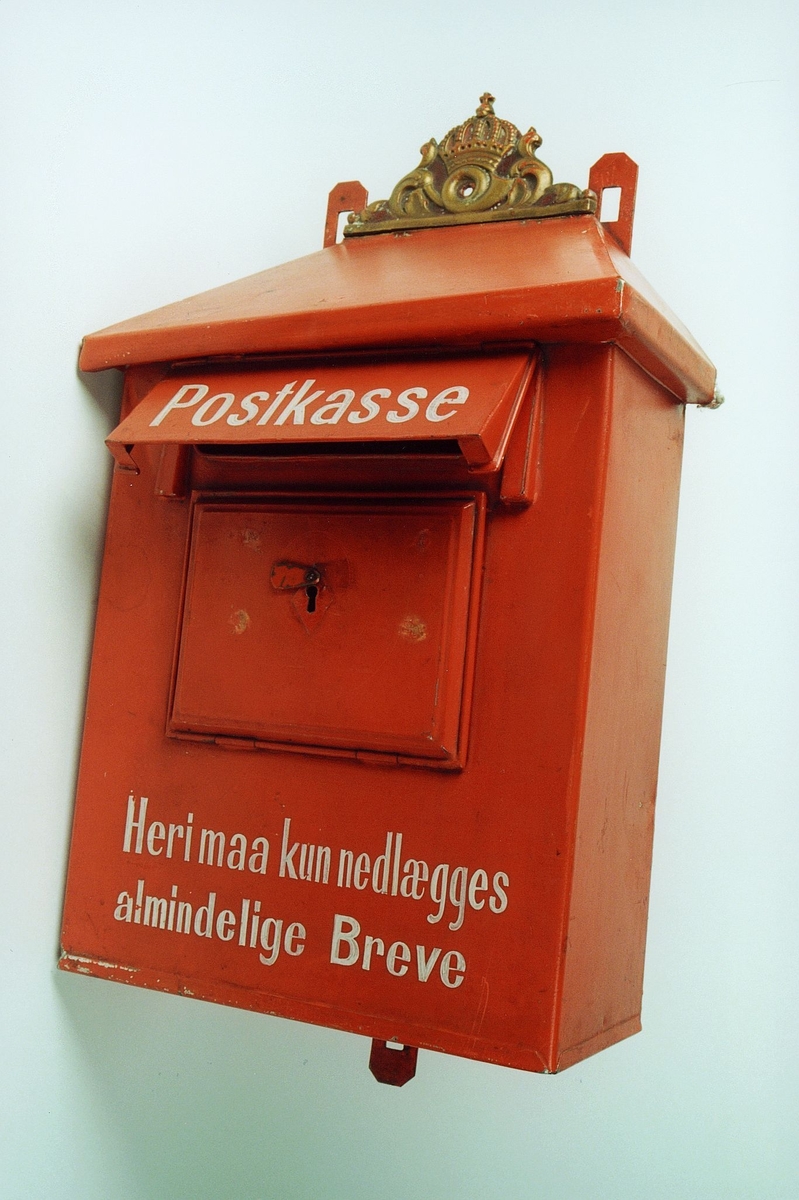 Postkasse
Heri maa kun nedlægges
almindelige Breve